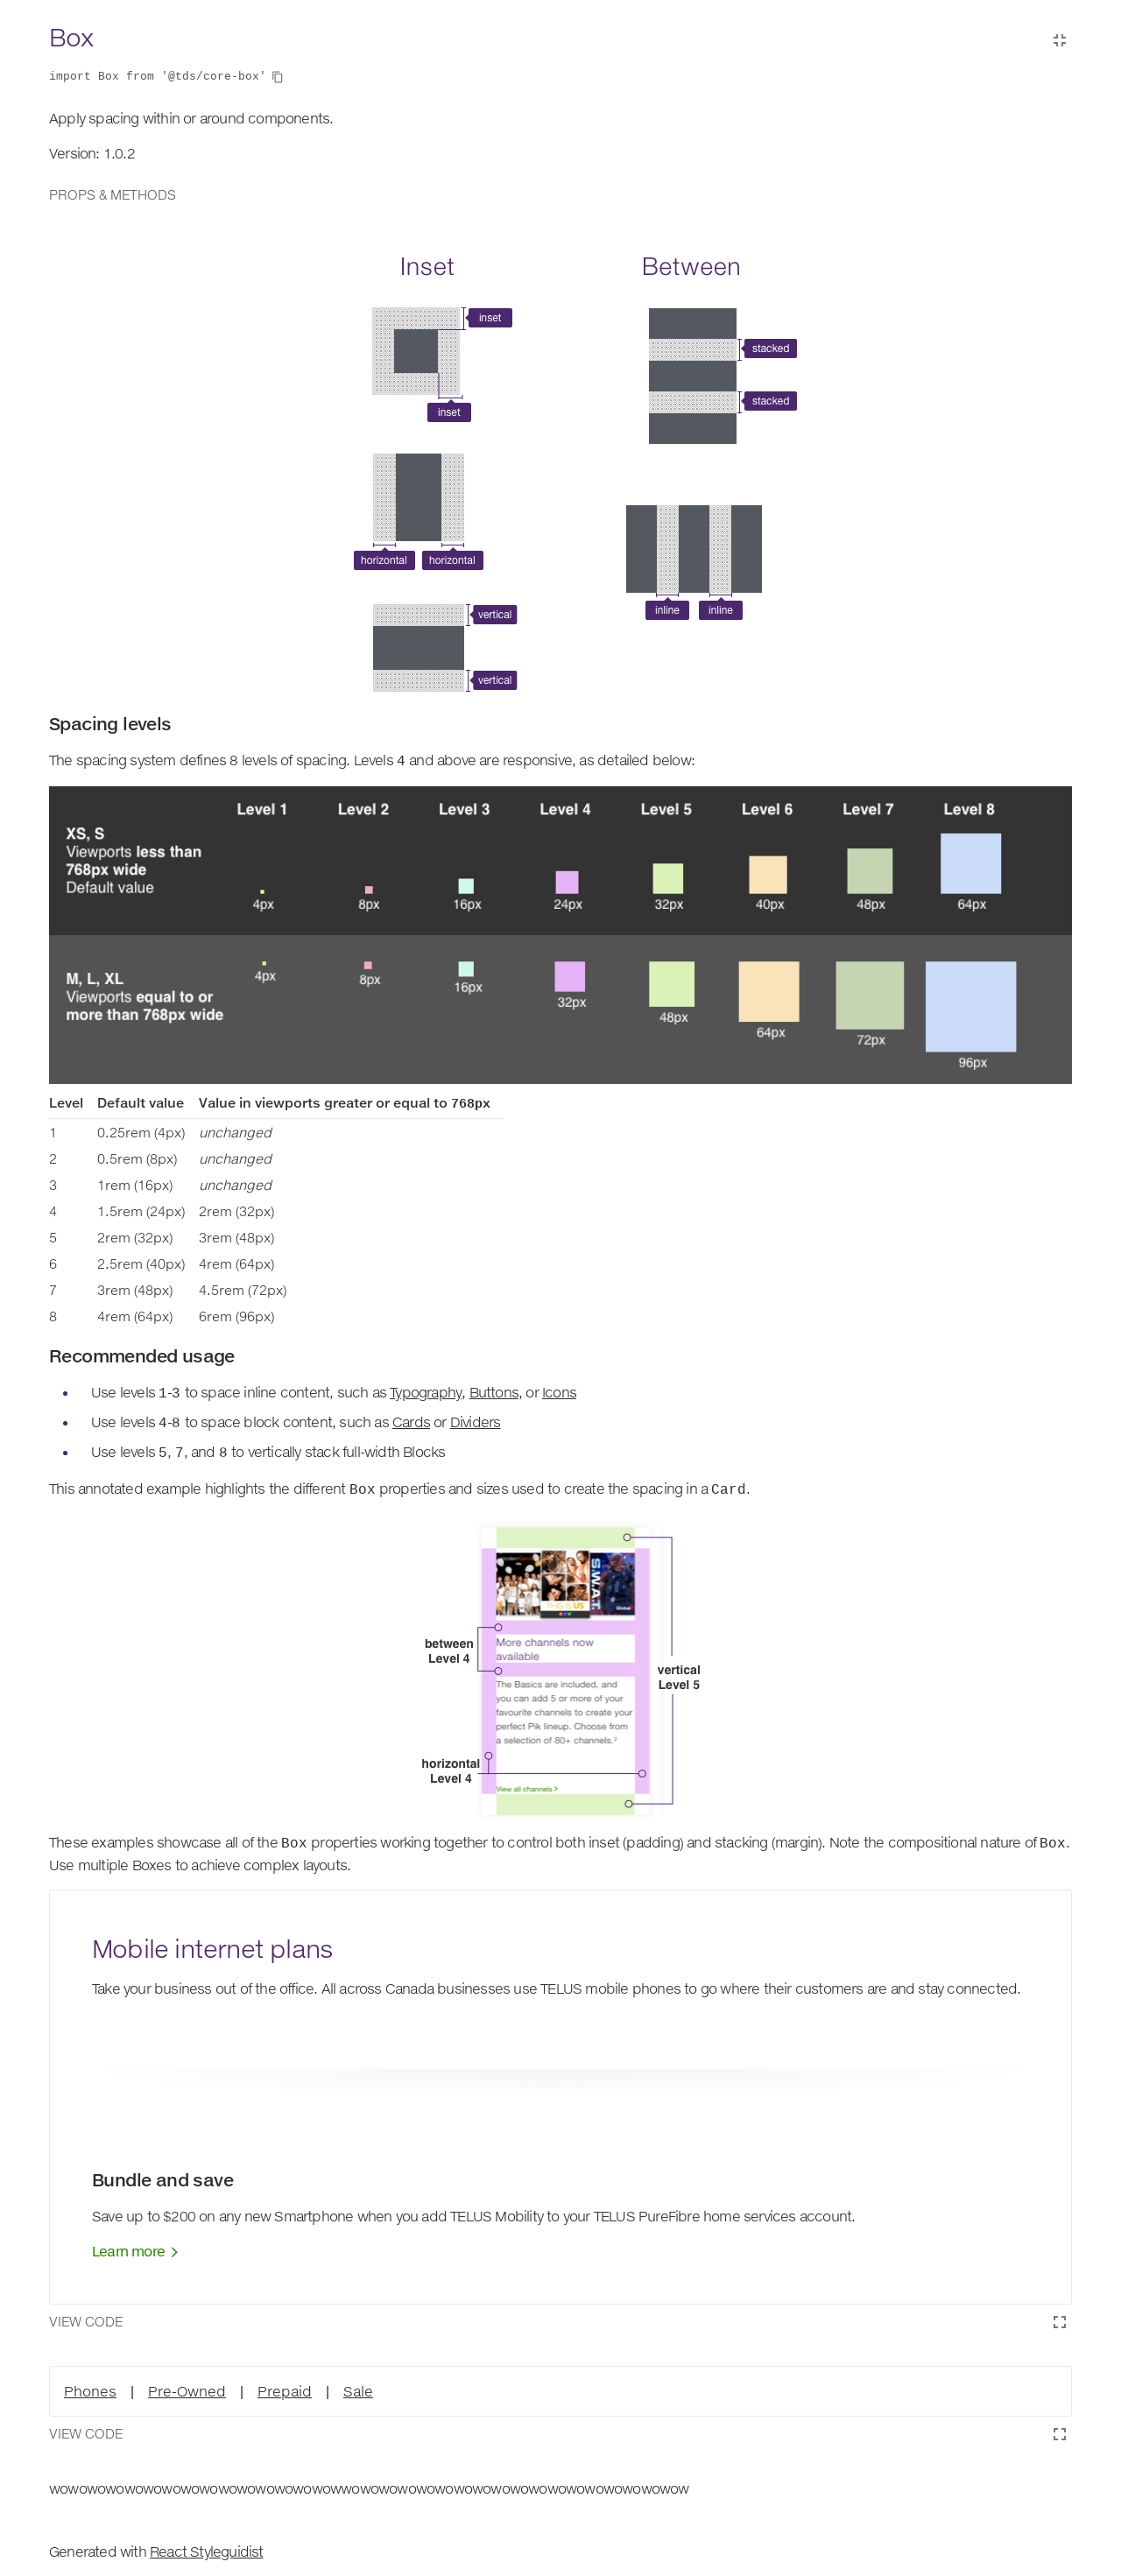 Box
import Box from '@tds/core-box'
Apply spacing within or around components.
Version: 1.0.2
PROPS & METHODS
Inset
Between
inset
inset
horizontal horizontal
vertical
vertical
stacked
stacked
inline inline
Spacing levels
The spacing system defines 8 levels of spacing. Levels 4 and above are responsive, as detailed below:
Level 1 Level 2 Level 3 Level 4 Level 5 Level 6 Level 7 Level 8
XS, S
Viewports less than
768px wide
Default value
4px 8px 16px 24px 32px 40px 48px 64px
M, L, XL
Viewports equal to or
more than 768px wide
4px 8px 16px 32px 48px 64px 72px 96px
Level Default value Value in viewports greater or equal to 768px
1 0.25rem (4px) unchanged
2 0.5rem (8px) unchanged
3 1rem (16px) unchanged
4 1.5rem (24px) 2rem (32px)
5 2rem (32px) 3rem (48px)
6 2.5rem (40px) 4rem (64px)
7 3rem (48px) 4.5rem (72px)
8 4rem (64px) 6rem (96px)
Recommended usage
• Use levels 1-3 to space inline content, such as Typography, Buttons, or Icons
• Use levels 4-8 to space block content, such as Cards or Dividers
• Use levels 5, 7, and 8 to vertically stack full-width Blocks
This annotated example highlights the different Box properties and sizes used to create the spacing in a Card.
THIS IS US
S.W.A.T.
between
Level 4
More channels now
available
vertical
Level 5
The Basics are included, and
you can add 5 or more of your
favourite channels to create your
perfect Pik lineup. Choose from
a selection of 80+ channels.²
horizontal
Level 4
View all channels >
These examples showcase all of the Box properties working together to control both inset (padding) and stacking (margin). Note the compositional nature of Box.
Use multiple Boxes to achieve complex layouts.
Mobile internet plans
Take your business out of the office. All across Canada businesses use TELUS mobile phones to go where their customers are and stay connected.
Bundle and save
Save up to $200 on any new Smartphone when you add TELUS Mobility to your TELUS PureFibre home services account.
Learn more >
VIEW CODE
Phones | Pre-Owned | Prepaid | Sale
VIEW CODE
Generated with React Styleguidist